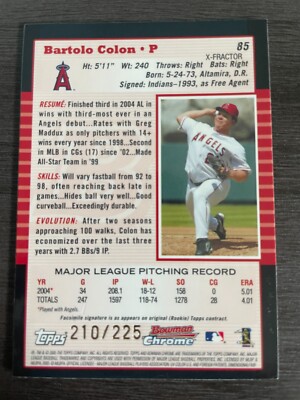 Bartolo Colon • P
85
X-FRACTOR
Ht: 5'11" Wt: 240 Throws: Right Bats: Right
Born: 5-24-73, Altamira, D.R.
Signed: Indians-1993, as Free Agent
A
RESUMÉ: Finished third in 2004 AL in
wins with third-most ever in an
Angels debut...Rates with Greg
Maddux as only pitchers with 14+
wins every year since 1998...Second
in MLB in CGs (17) since '02...Made
All-Star Team in '99
SKILLS: Will vary fastball from 92 to
to 98, often reaching back late in
games...Hides ball very well...Good
curveball...Exceedingly durable.
EVOLUTION: After two seasons
approaching 100 walks, Colon has
economized over the last three years
with 2.7 BBs/9 IP.
ANGELS
MAJOR LEAGUE PITCHING RECORD
YR G IP W-L SO CG ERA
2004* 34 208.1 18-12 158 0 5.01
TOTALS 247 1597 118-74 1278 28 4.01
*Played with Angels.
Facsimile signature is as appears on original (Rookie) Topps contract.
Topps
210/225
Bowman
Chrome